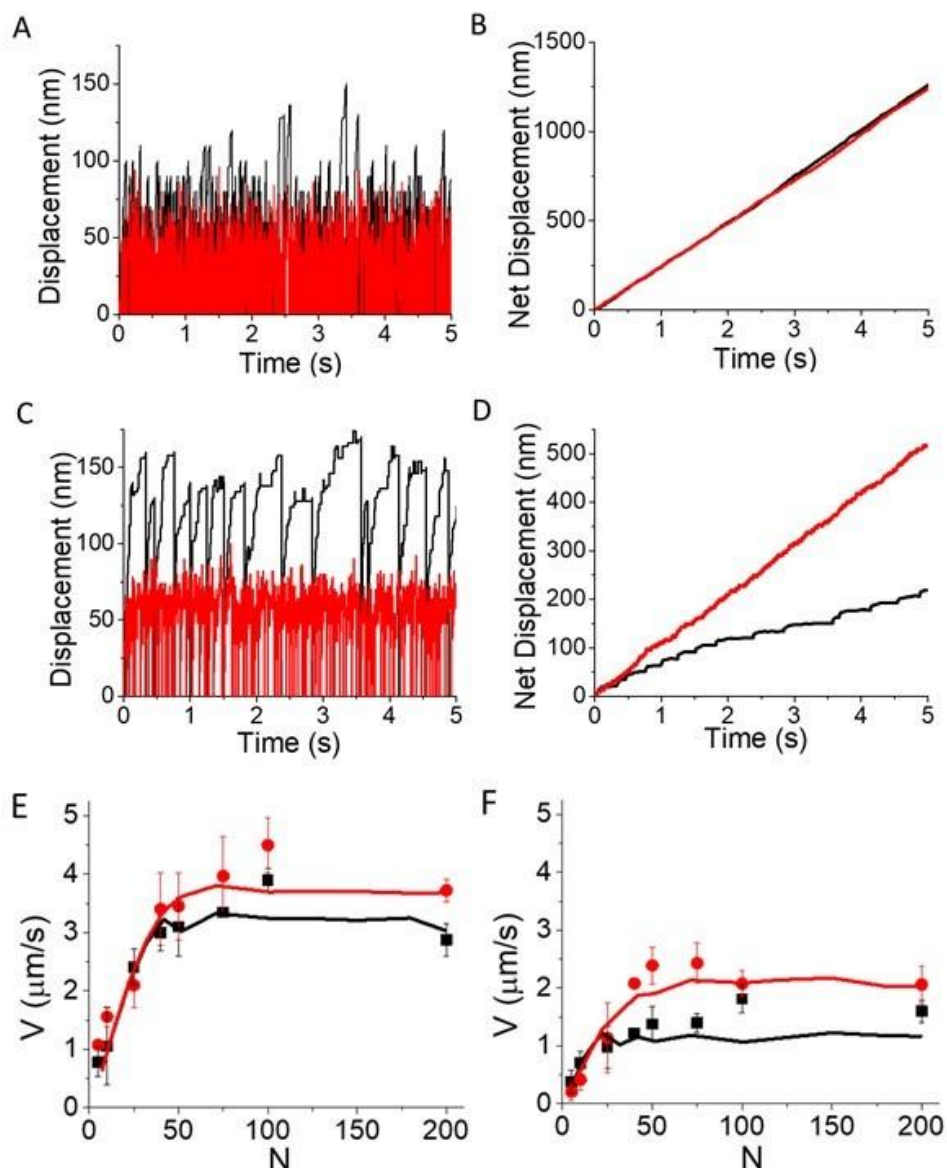 A
Displacement (nm)
150
100
50
0
0 1 2 3 4 5
Time (s)
B
Net Displacement (nm)
1500
1000
500
0
0 1 2 3 4 5
Time (s)
C
Displacement (nm)
150
100
50
0
0 1 2 3 4 5
Time (s)
D
Net Displacement (nm)
500
400
300
200
100
0
0 1 2 3 4 5
Time (s)
E
V (μm/s)
5
4
3
2
1
0
0 50 100 150 200
N
F
V (μm/s)
5
4
3
2
1
0
0 50 100 150 200
N